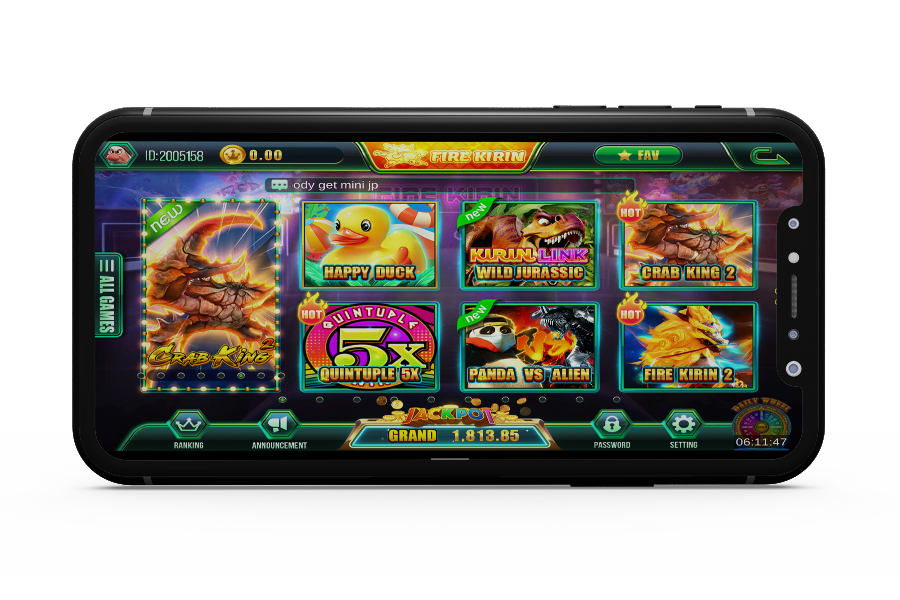 ID:2005158
0.00
FIRE KIRIN
FAV
ody get mini jp
FIRE KIRIN
ALL GAMES
new
CRAB KING 2
HAPPY DUCK
new
KIRIN LINK
WILD JURASSIC
HOT
CRAB KING 2
HOT
QUINTUPLE
5X
QUINTUPLE 5X
new
PANDA VS ALIEN
HOT
FIRE KIRIN 2
RANKING
ANNOUNCEMENT
JACKPOT
GRAND 1,813.85
PASSWORD
SETTING
DAILY WHEEL
06:11:47